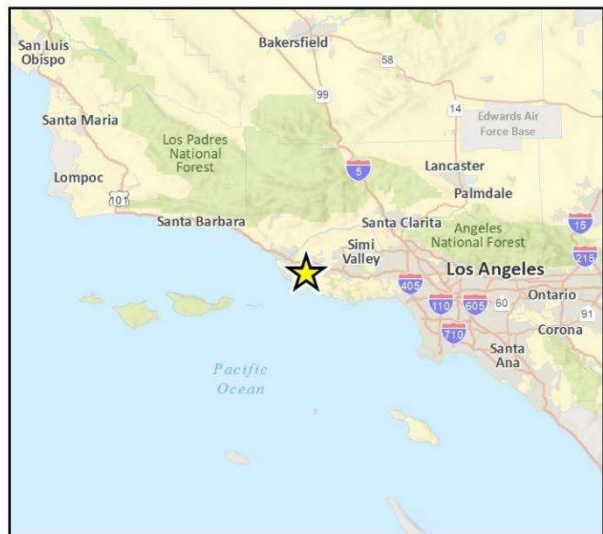 San Luis
Obispo
Bakersfield
58
99
14
Edwards Air
Force Base
Santa Maria
Los Padres
National
Forest
Lompoc
101
5
Lancaster
Palmdale
Santa Barbara
Santa Clarita
15
Angeles
National Forest
Simi
Valley
215
Los Angeles
405
Ontario
110
605
60
91
Corona
710
Santa
Ana
Pacific
Ocean